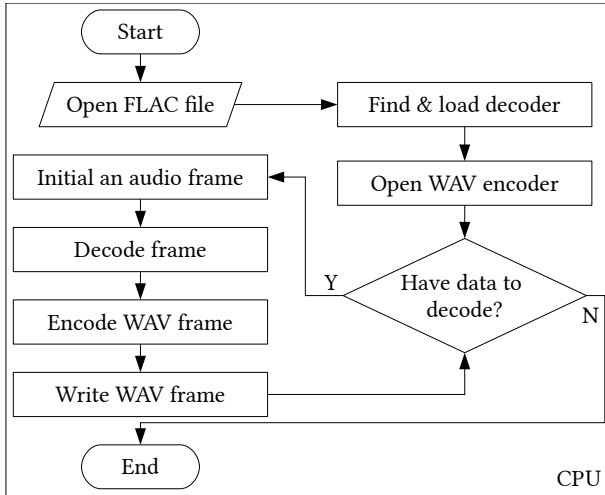 Start
Open FLAC file
Find & load decoder
Initial an audio frame
Open WAV encoder
Decode frame
Y
Have data to
decode?
N
Encode WAV frame
Write WAV frame
End
CPU